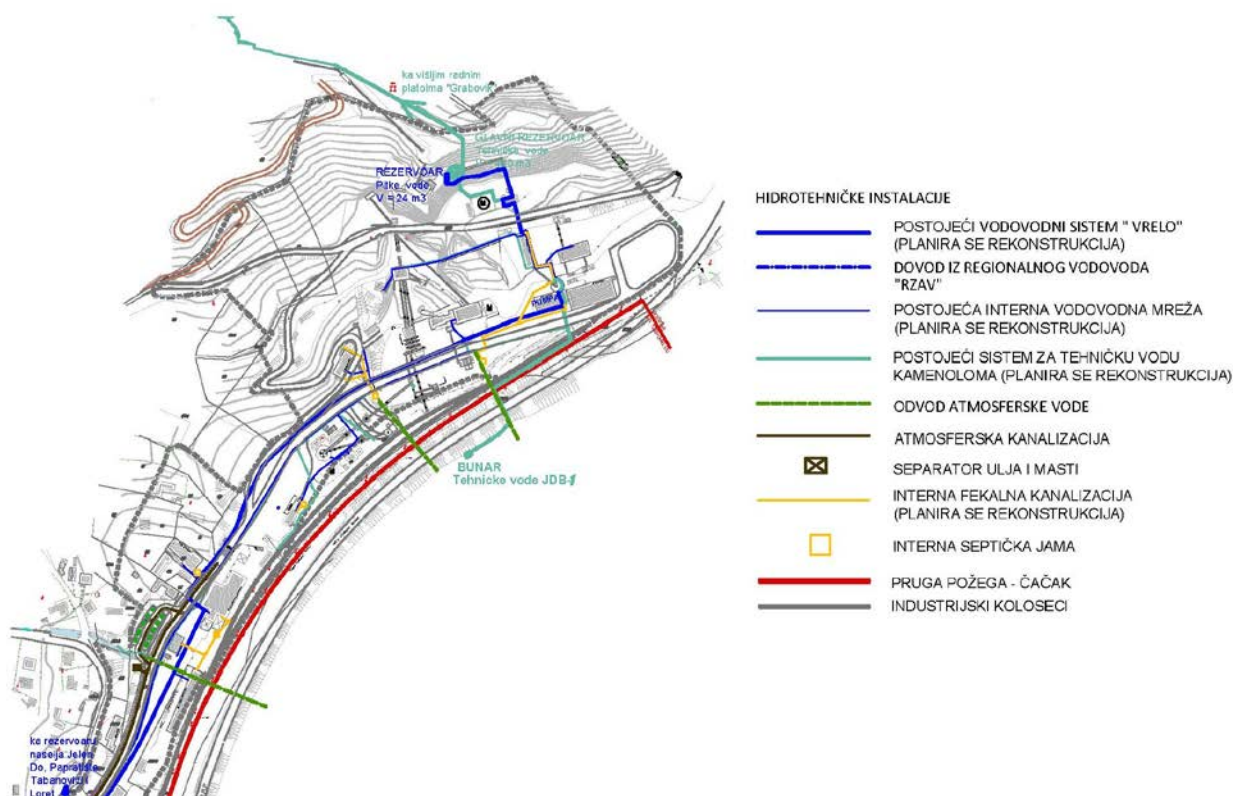 ka višljim radnim
platoima "Grabovik"
GLAVNI REZERVOAR
Tehničke vode
REZERVOAR
Pitke vode
V = 24 m3
PUMPA
BUNAR
Tehnicke vode JDB-1
ka rezervoaru
naselja Jelen
Do, Papratište
Tabanovići i
Loret
HIDROTEHNIČKE INSTALACIJE
POSTOJEĆI VODOVODNI SISTEM " VRELO"
(PLANIRA SE REKONSTRUKCIJA)
DOVOD IZ REGIONALNOG VODOVODA
"RZAV"
POSTOJEĆA INTERNA VODOVODNA MREŽA
(PLANIRA SE REKONSTRUKCIJA)
POSTOJEĆI SISTEM ZA TEHNIČKU VODU
KAMENOLOMA (PLANIRA SE REKONSTRUKCIJA)
ODVOD ATMOSFERSKE VODE
ATMOSFERSKA KANALIZACIJA
SEPARATOR ULJA I MASTI
INTERNA FEKALNA KANALIZACIJA
(PLANIRA SE REKONSTRUKCIJA)
INTERNA SEPTIČKA JAMA
PRUGA POŽEGA - ČAČAK
INDUSTRIJSKI KOLOSECI